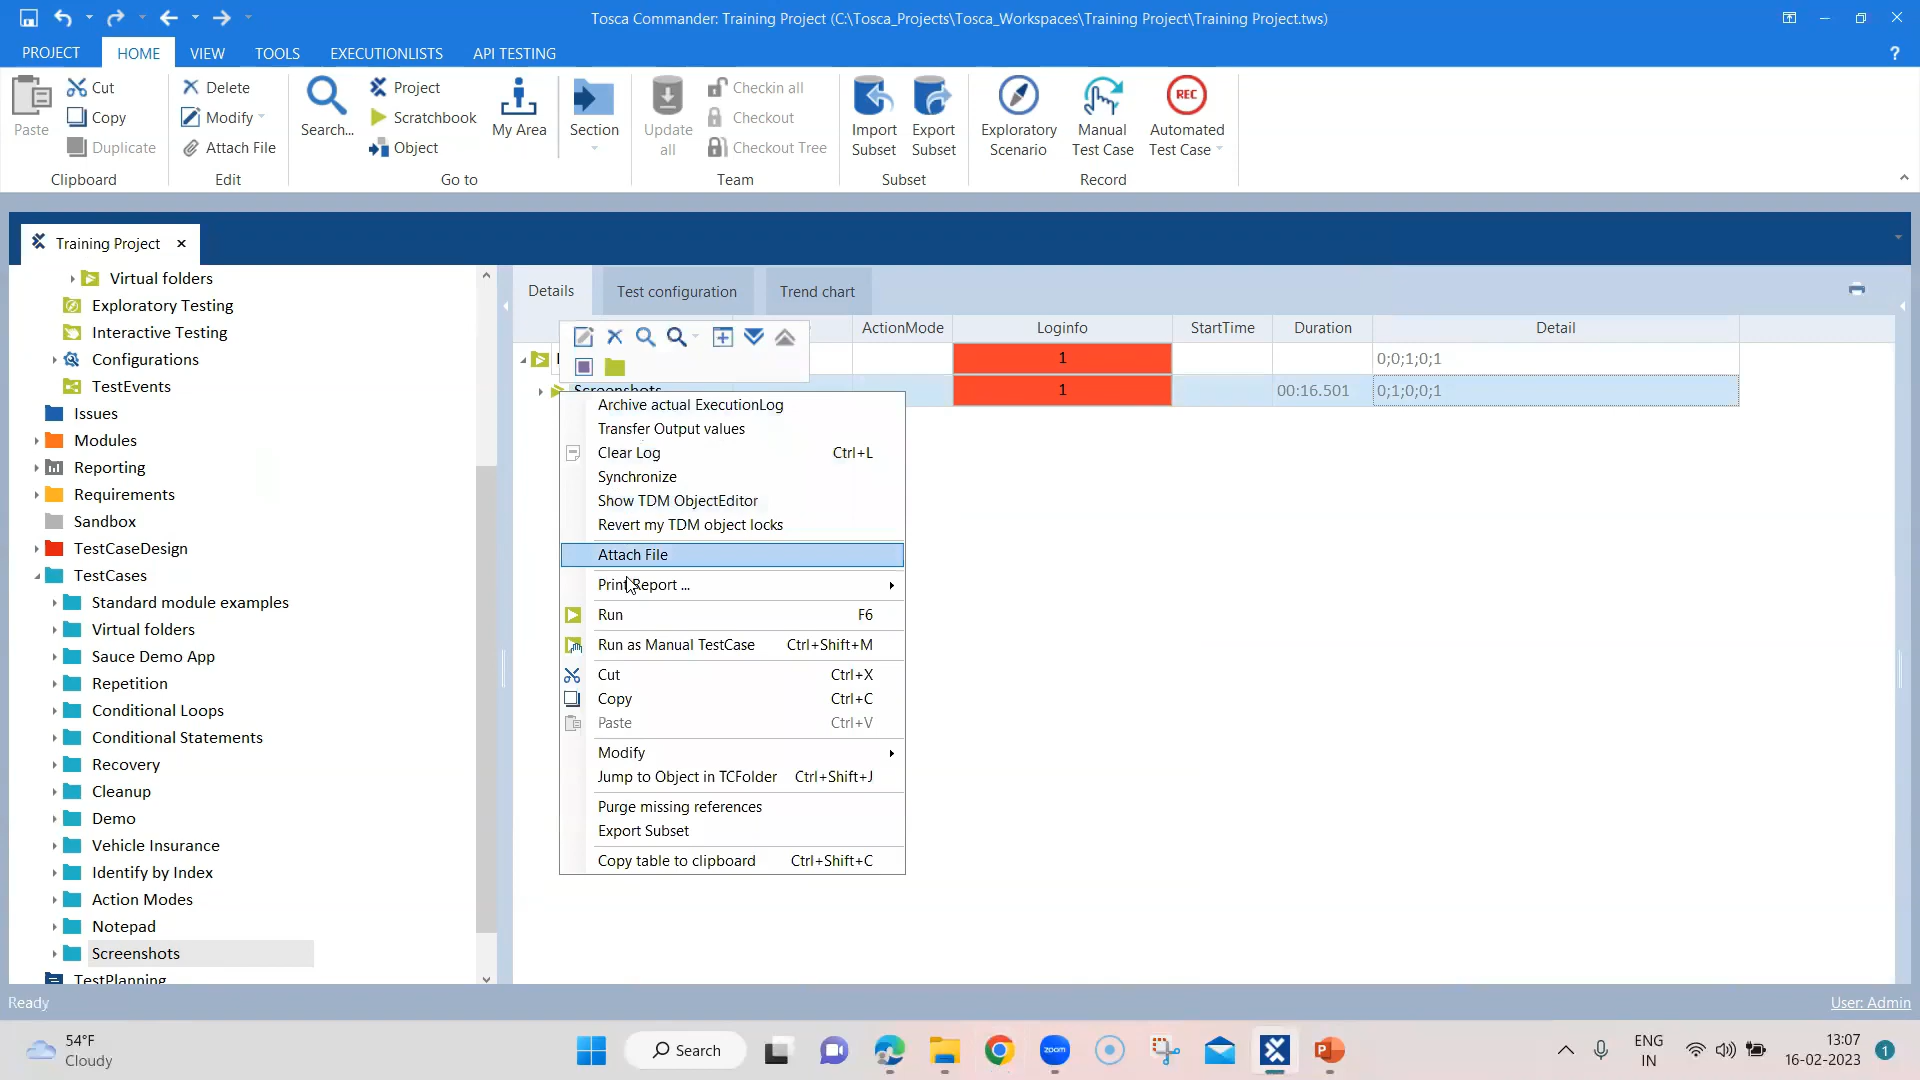 Tosca Commander: Training Project (C:\Tosca_Projects\Tosca_Workspaces\Training Project\Training Project.tws)
PROJECT HOME VIEW TOOLS EXECUTIONLISTS API TESTING ?
Paste Cut Copy Duplicate
Clipboard
Delete Modify Attach File
Edit
Search... Project Scratchbook Object My Area
Go to
Section
Update all Checkin all Checkout Checkout Tree
Team
Import Subset Export Subset
Subset
Exploratory Scenario Manual Test Case REC Automated Test Case
Record
Training Project
Virtual folders
Exploratory Testing
Interactive Testing
Configurations
TestEvents
Issues
Modules
Reporting
Requirements
Sandbox
TestCaseDesign
TestCases
Standard module examples
Virtual folders
Sauce Demo App
Repetition
Conditional Loops
Conditional Statements
Recovery
Cleanup
Demo
Vehicle Insurance
Identify by Index
Action Modes
Notepad
Screenshots
TestPlanning
Details Test configuration Trend chart
ActionMode Loginfo StartTime Duration Detail
1 0;0;1;0;1
Screenshots 1 00:16.501 0;1;0;0;1
Archive actual ExecutionLog
Transfer Output values
Clear Log Ctrl+L
Synchronize
Show TDM ObjectEditor
Revert my TDM object locks
Attach File
Print Report ...
Run F6
Run as Manual TestCase Ctrl+Shift+M
Cut Ctrl+X
Copy Ctrl+C
Paste Ctrl+V
Modify
Jump to Object in TCFolder Ctrl+Shift+J
Purge missing references
Export Subset
Copy table to clipboard Ctrl+Shift+C
Ready User: Admin
54°F
Cloudy
Search
zoom
ENG
IN
13:07
16-02-2023
1